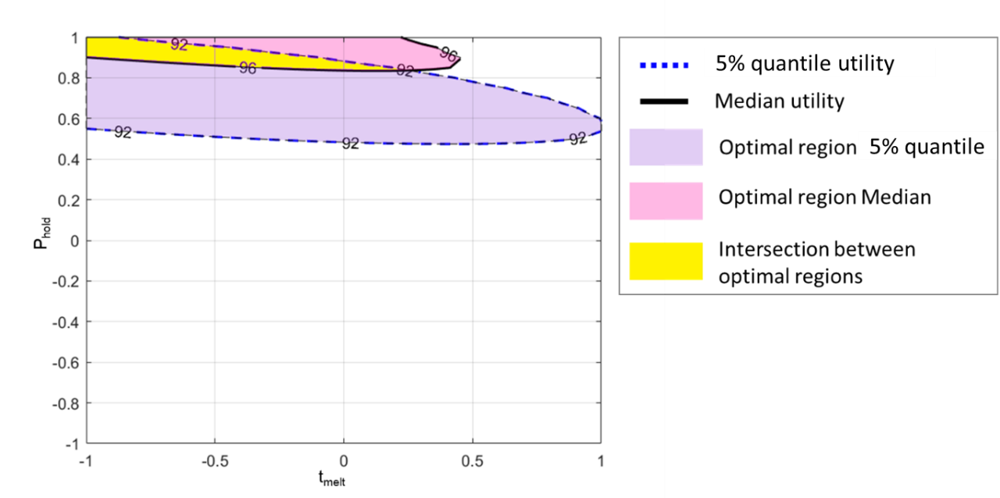 1
0.8
0.6
0.4
0.2
0
-0.2
-0.4
-0.6
-0.8
-1
P_hold
-1
-0.5
0
0.5
1
t_melt
92
96
96
92
92
92
92
5% quantile utility
Median utility
Optimal region 5% quantile
Optimal region Median
Intersection between
optimal regions